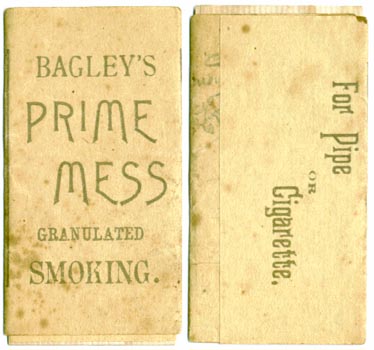 BAGLEY'S
PRIME
MESS
GRANULATED
SMOKING.
For Pipe
OR
Cigarette.